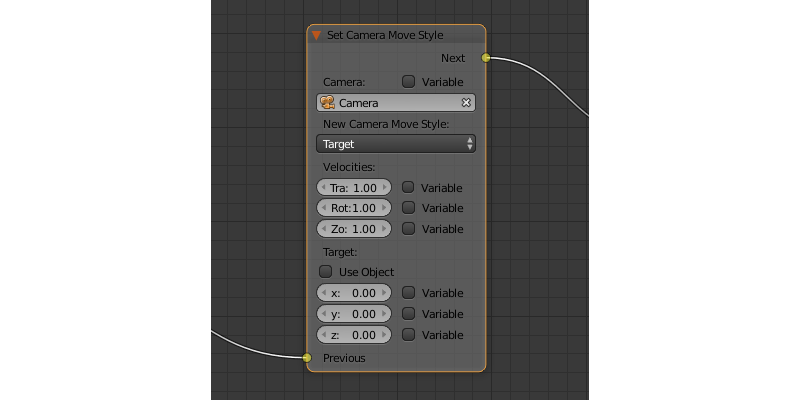 Set Camera Move Style
Next
Camera: Variable
Camera
New Camera Move Style:
Target
Velocities:
Tra: 1.00 Variable
Rot:1.00 Variable
Zo: 1.00 Variable
Target:
Use Object
x: 0.00 Variable
y: 0.00 Variable
z: 0.00 Variable
Previous